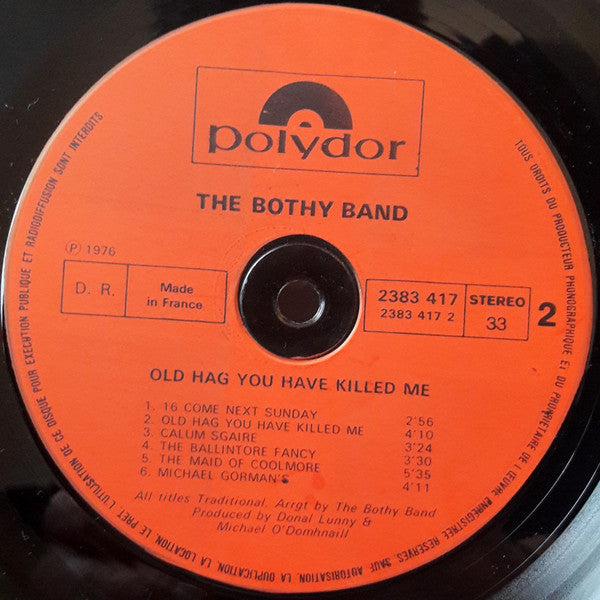 polydor
THE BOTHY BAND
(P) 1976
D. R.
Made
in France
2383 417
2383 417 2
STEREO
33
2
OLD HAG YOU HAVE KILLED ME
1. 16 COME NEXT SUNDAY 2'56
2. OLD HAG YOU HAVE KILLED ME 4'10
3. CALUM SGAIRE 3'24
4. THE BALLINTORE FANCY 3'30
5. THE MAID OF COOLMORE 5'35
6. MICHAEL GORMAN'S 4'11
All titles Traditional. Arrgt by The Bothy Band
Produced by Donal Lunny &
Michael O'Domhnaill
TOUS DROITS DU PRODUCTEUR PHONOGRAPHIQUE ET DU PROPRIETAIRE DE L'ŒUVRE ENREGISTREE RESERVES. SAUF AUTORISATION, LA DUPLICATION, LA LOCATION, LE PRET, L'UTILISATION DE CE DISQUE POUR EXECUTION PUBLIQUE ET RADIODIFFUSION SONT INTERDITS